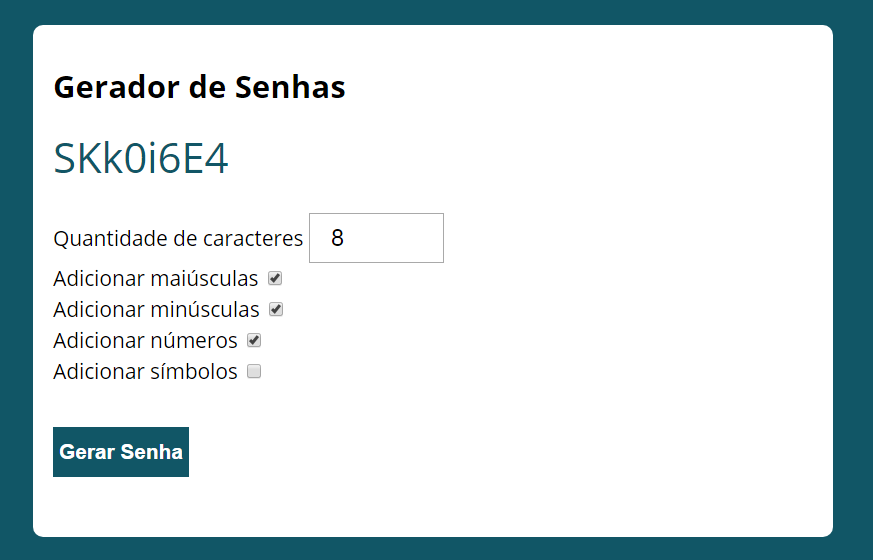 Gerador de Senhas
SKk0i6E4
Quantidade de caracteres 8
Adicionar maiúsculas
Adicionar minúsculas
Adicionar números
Adicionar símbolos
Gerar Senha